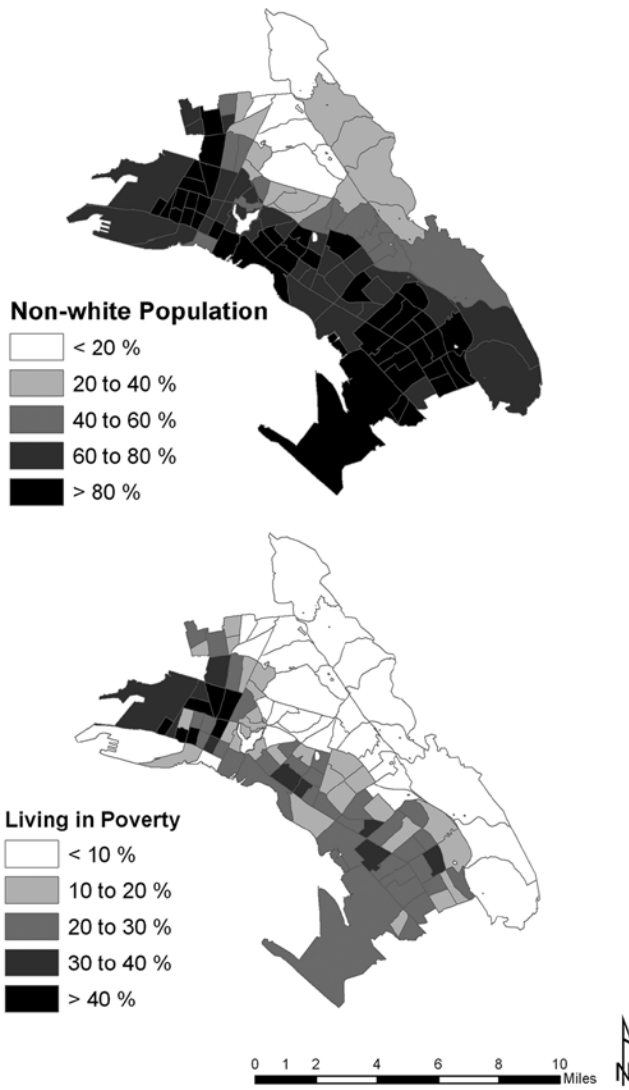 Non-white Population
< 20 %
20 to 40 %
40 to 60 %
60 to 80 %
> 80 %
Living in Poverty
< 10 %
10 to 20 %
20 to 30 %
30 to 40 %
> 40 %
0 1 2 4 6 8 10
Miles
N